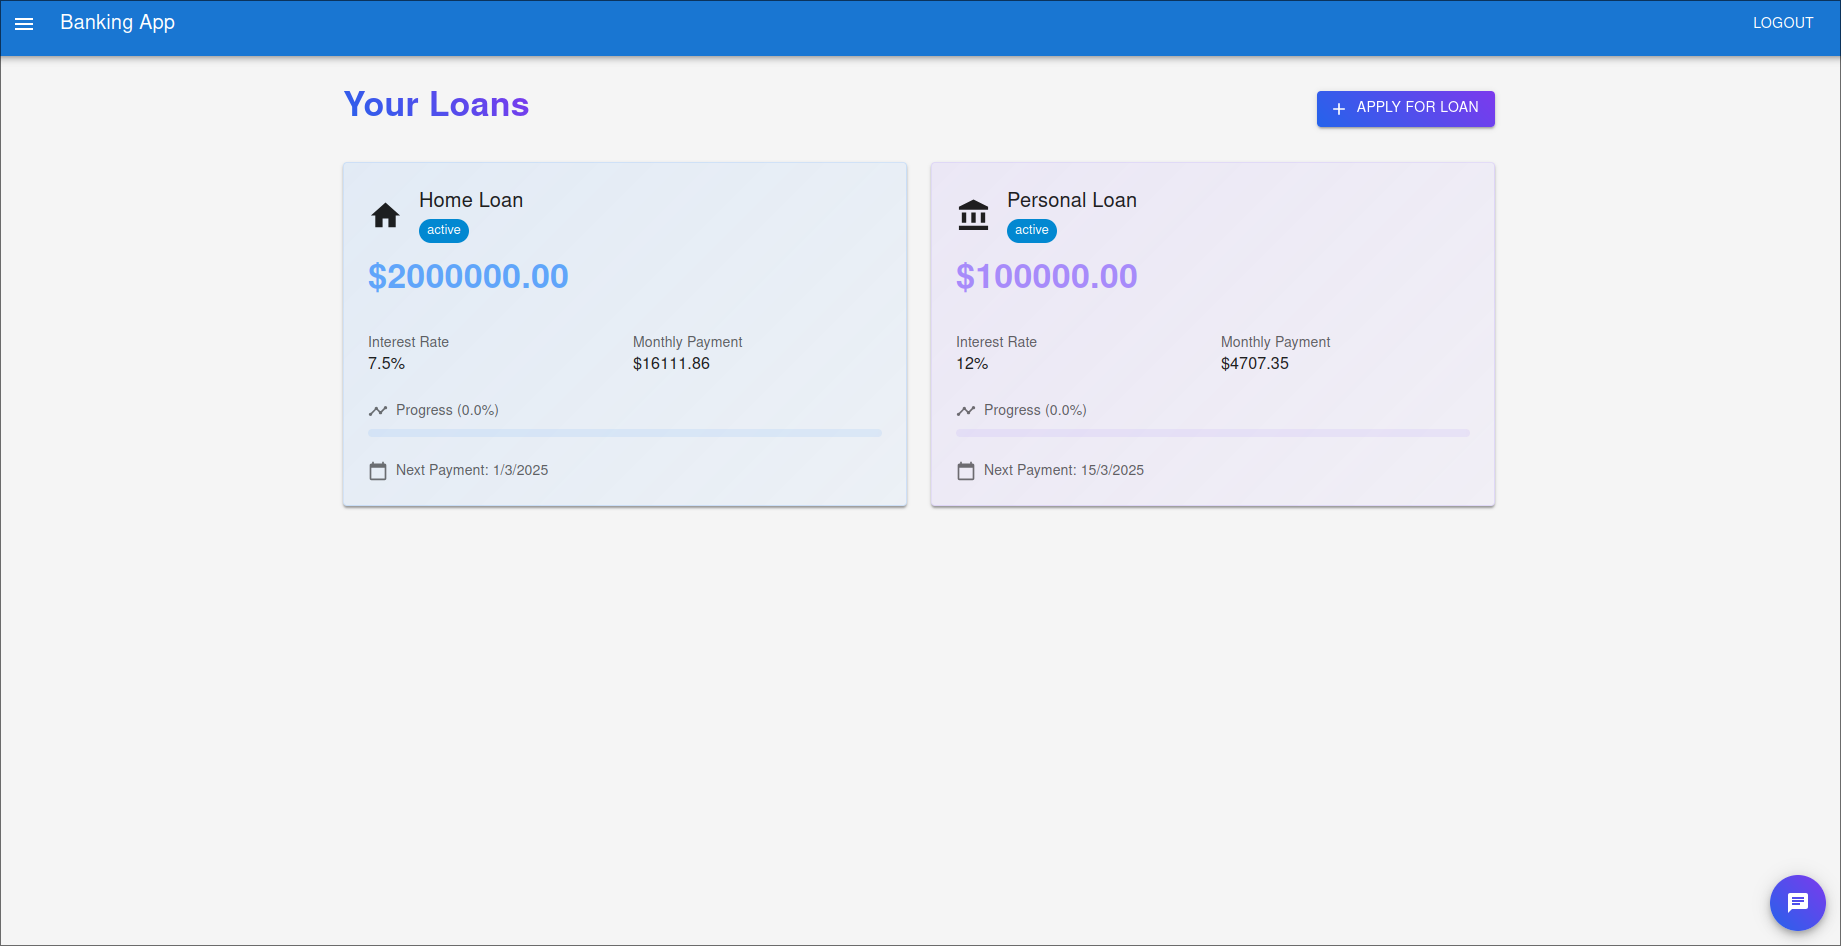 Banking App
LOGOUT
Your Loans
APPLY FOR LOAN
Home Loan
active
$2000000.00
Interest Rate
7.5%
Monthly Payment
$16111.86
Progress (0.0%)
Next Payment: 1/3/2025
Personal Loan
active
$100000.00
Interest Rate
12%
Monthly Payment
$4707.35
Progress (0.0%)
Next Payment: 15/3/2025